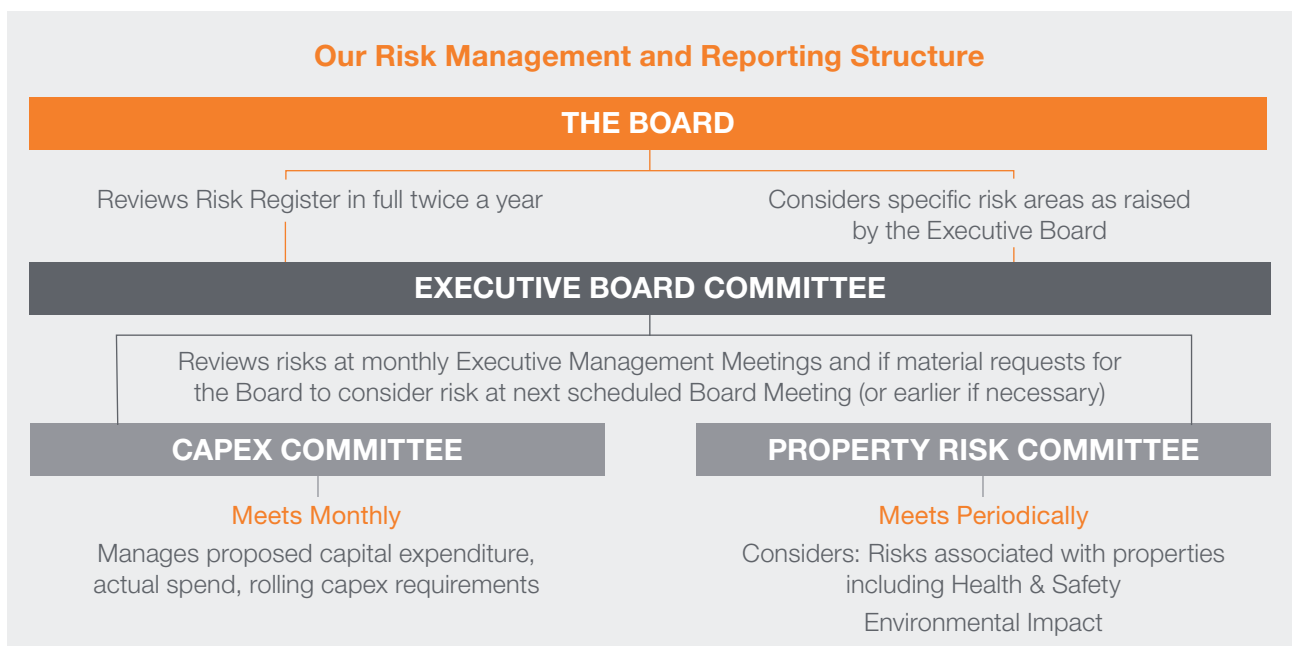 Our Risk Management and Reporting Structure
THE BOARD
Reviews Risk Register in full twice a year
Considers specific risk areas as raised
by the Executive Board
EXECUTIVE BOARD COMMITTEE
Reviews risks at monthly Executive Management Meetings and if material requests for
the Board to consider risk at next scheduled Board Meeting (or earlier if necessary)
CAPEX COMMITTEE
Meets Monthly
Manages proposed capital expenditure,
actual spend, rolling capex requirements
PROPERTY RISK COMMITTEE
Meets Periodically
Considers: Risks associated with properties
including Health & Safety
Environmental Impact